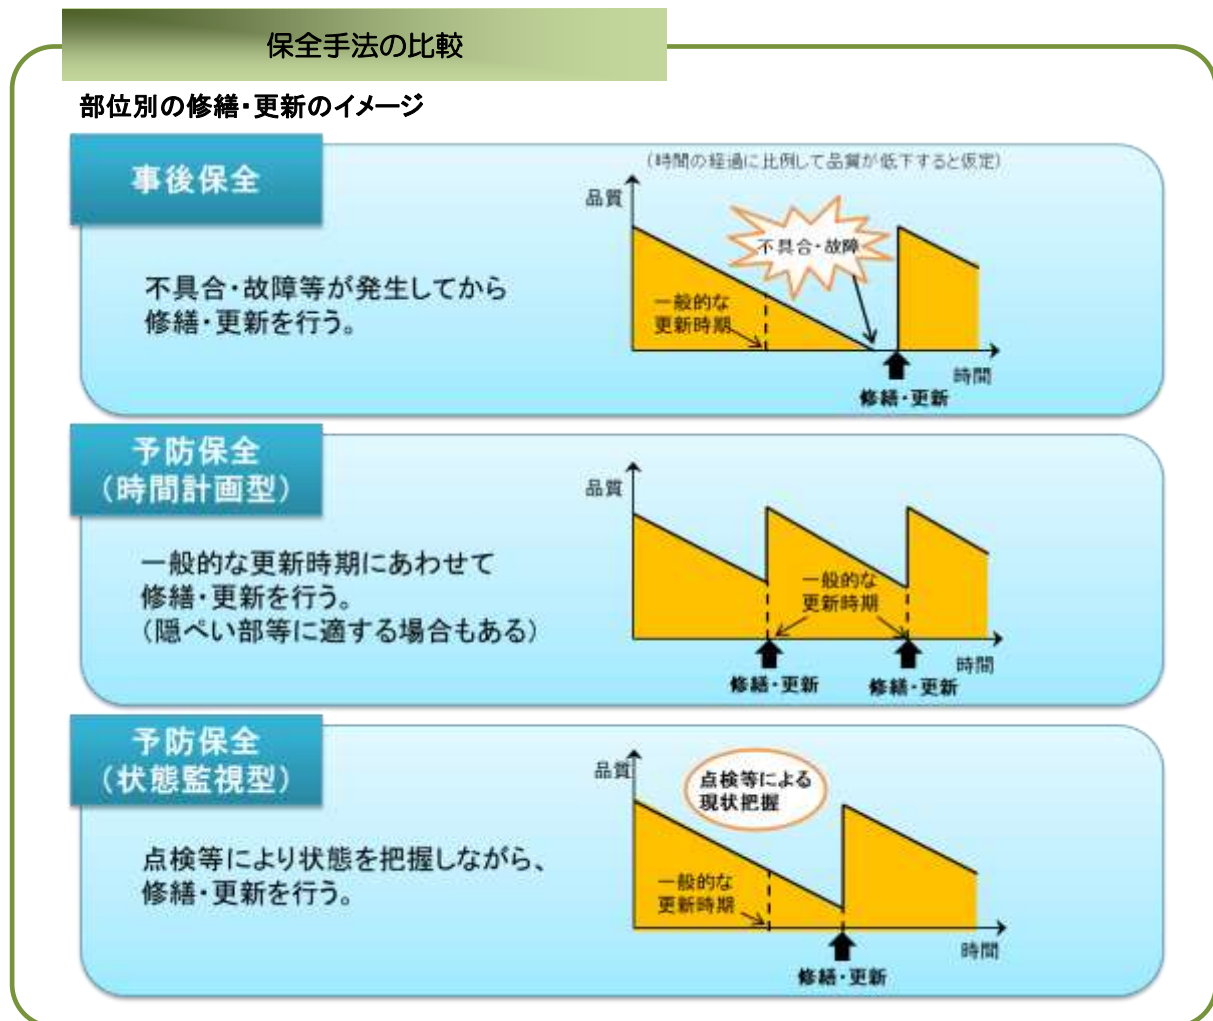 保全手法の比較
部位別の修繕・更新のイメージ
事後保全
不具合・故障等が発生してから
修繕・更新を行う。
（時間の経過に比例して品質が低下すると仮定）
品質
不具合・故障
一般的な
更新時期
時間
修繕・更新
予防保全
（時間計画型）
一般的な更新時期にあわせて
修繕・更新を行う。
（隠ぺい部等に適する場合もある）
品質
一般的な
更新時期
時間
修繕・更新
修繕・更新
予防保全
（状態監視型）
点検等により状態を把握しながら、
修繕・更新を行う。
品質
点検等による
現状把握
一般的な
更新時期
時間
修繕・更新